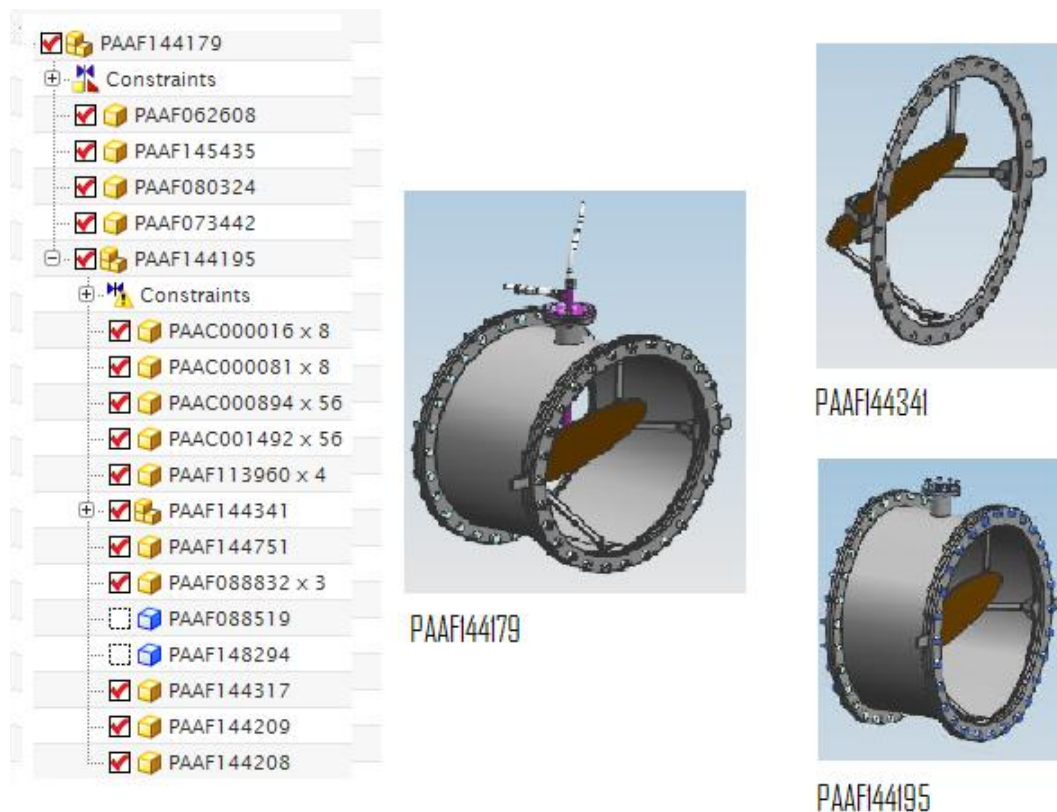 PAAF144179
Constraints
PAAF062608
PAAF145435
PAAF080324
PAAF073442
PAAF144195
Constraints
PAAC000016 x 8
PAAC000081 x 8
PAAC000894 x 56
PAAC001492 x 56
PAAF113960 x 4
PAAF144341
PAAF144751
PAAF088832 x 3
PAAF088519
PAAF148294
PAAF144317
PAAF144209
PAAF144208
PAAF144179
PAAF144341
PAAF144195